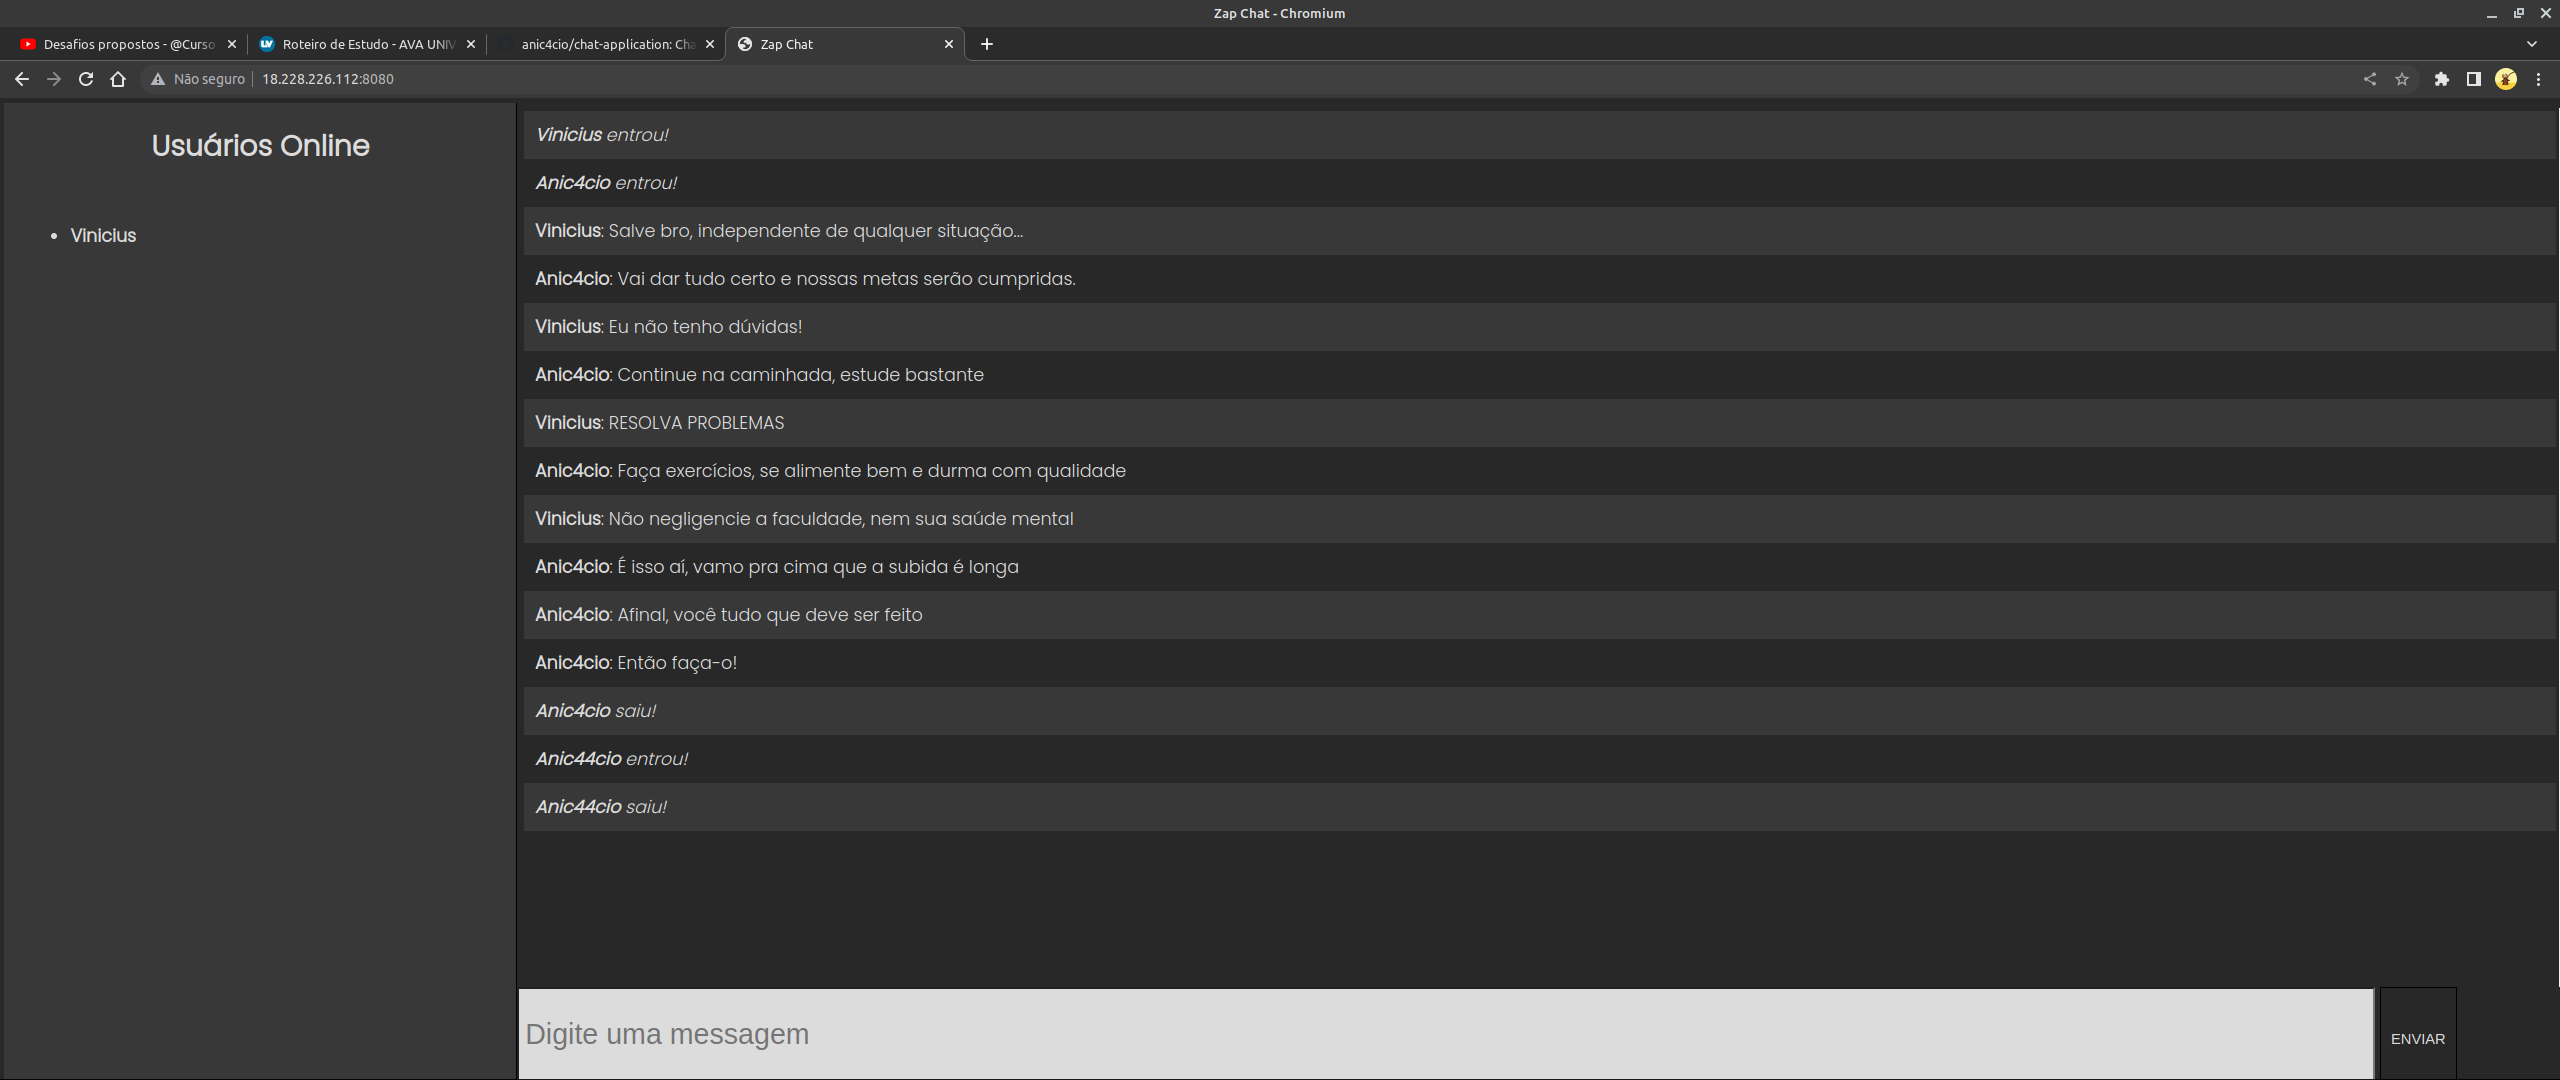 Zap Chat - Chromium
Desafios propostos - @Curso
Roteiro de Estudo - AVA UNIV
anic4cio/chat-application: Cha
Zap Chat
Não seguro
18.228.226.112:8080
Usuários Online
Vinicius
Vinicius entrou!
Anic4cio entrou!
Vinicius: Salve bro, independente de qualquer situação...
Anic4cio: Vai dar tudo certo e nossas metas serão cumpridas.
Vinicius: Eu não tenho dúvidas!
Anic4cio: Continue na caminhada, estude bastante
Vinicius: RESOLVA PROBLEMAS
Anic4cio: Faça exercícios, se alimente bem e durma com qualidade
Vinicius: Não negligencie a faculdade, nem sua saúde mental
Anic4cio: É isso aí, vamo pra cima que a subida é longa
Anic4cio: Afinal, você tudo que deve ser feito
Anic4cio: Então faça-o!
Anic4cio saiu!
Anic44cio entrou!
Anic44cio saiu!
Digite uma messagem
ENVIAR